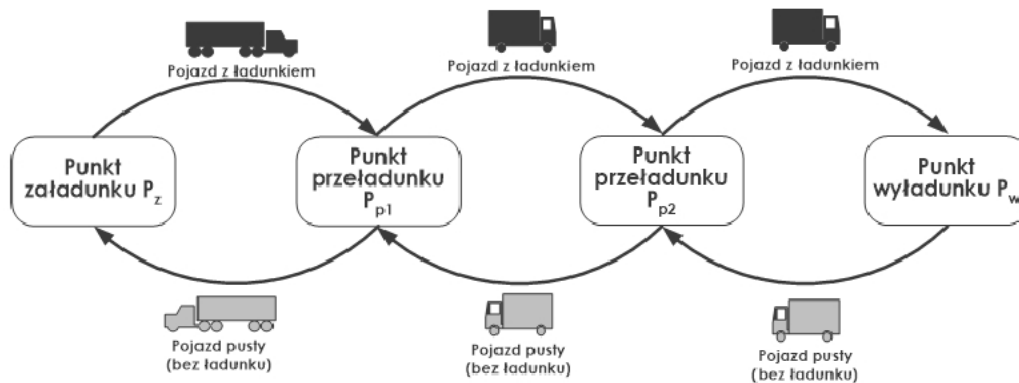 Pojazd z ładunkiem
Pojazd z ładunkiem
Pojazd z ładunkiem
Punkt
załadunku Pz
Punkt
przeładunku
Pp1
Punkt
przeładunku
Pp2
Punkt
wyładunku Pw
Pojazd pusty
(bez ładunku)
Pojazd pusty
(bez ładunku)
Pojazd pusty
(bez ładunku)